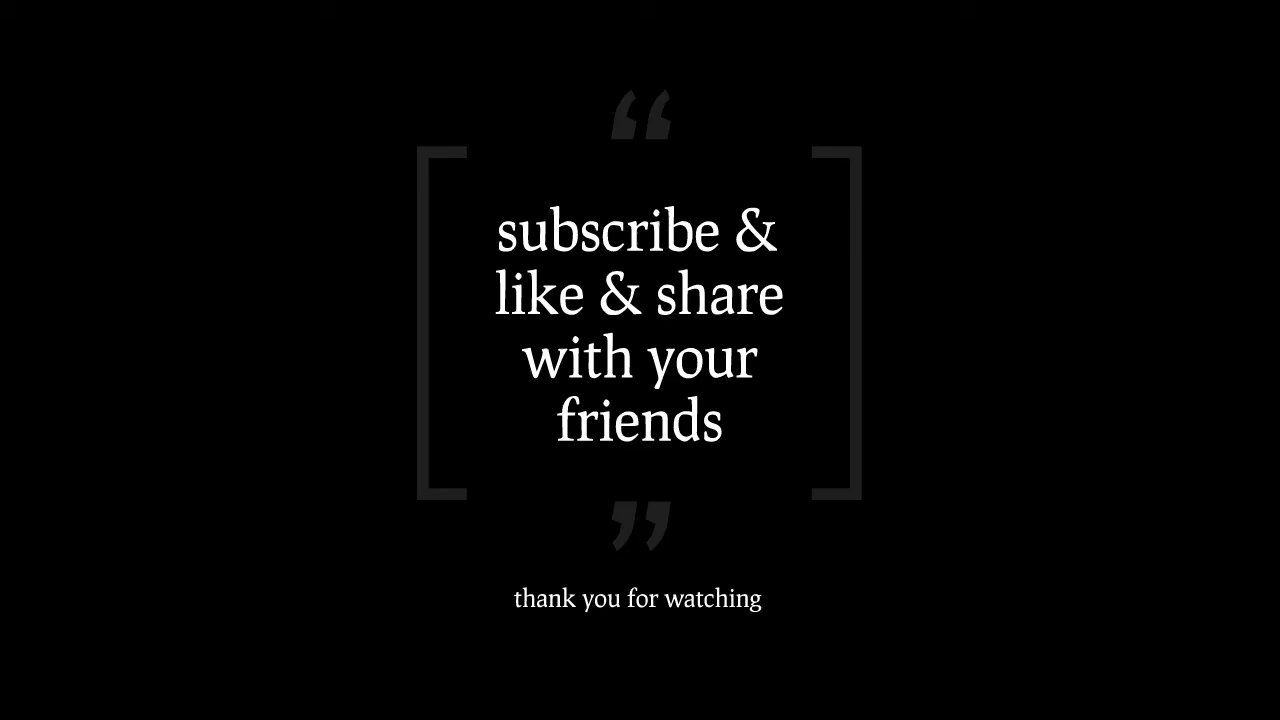 “
subscribe &
like & share
with your
friends
”
thank you for watching